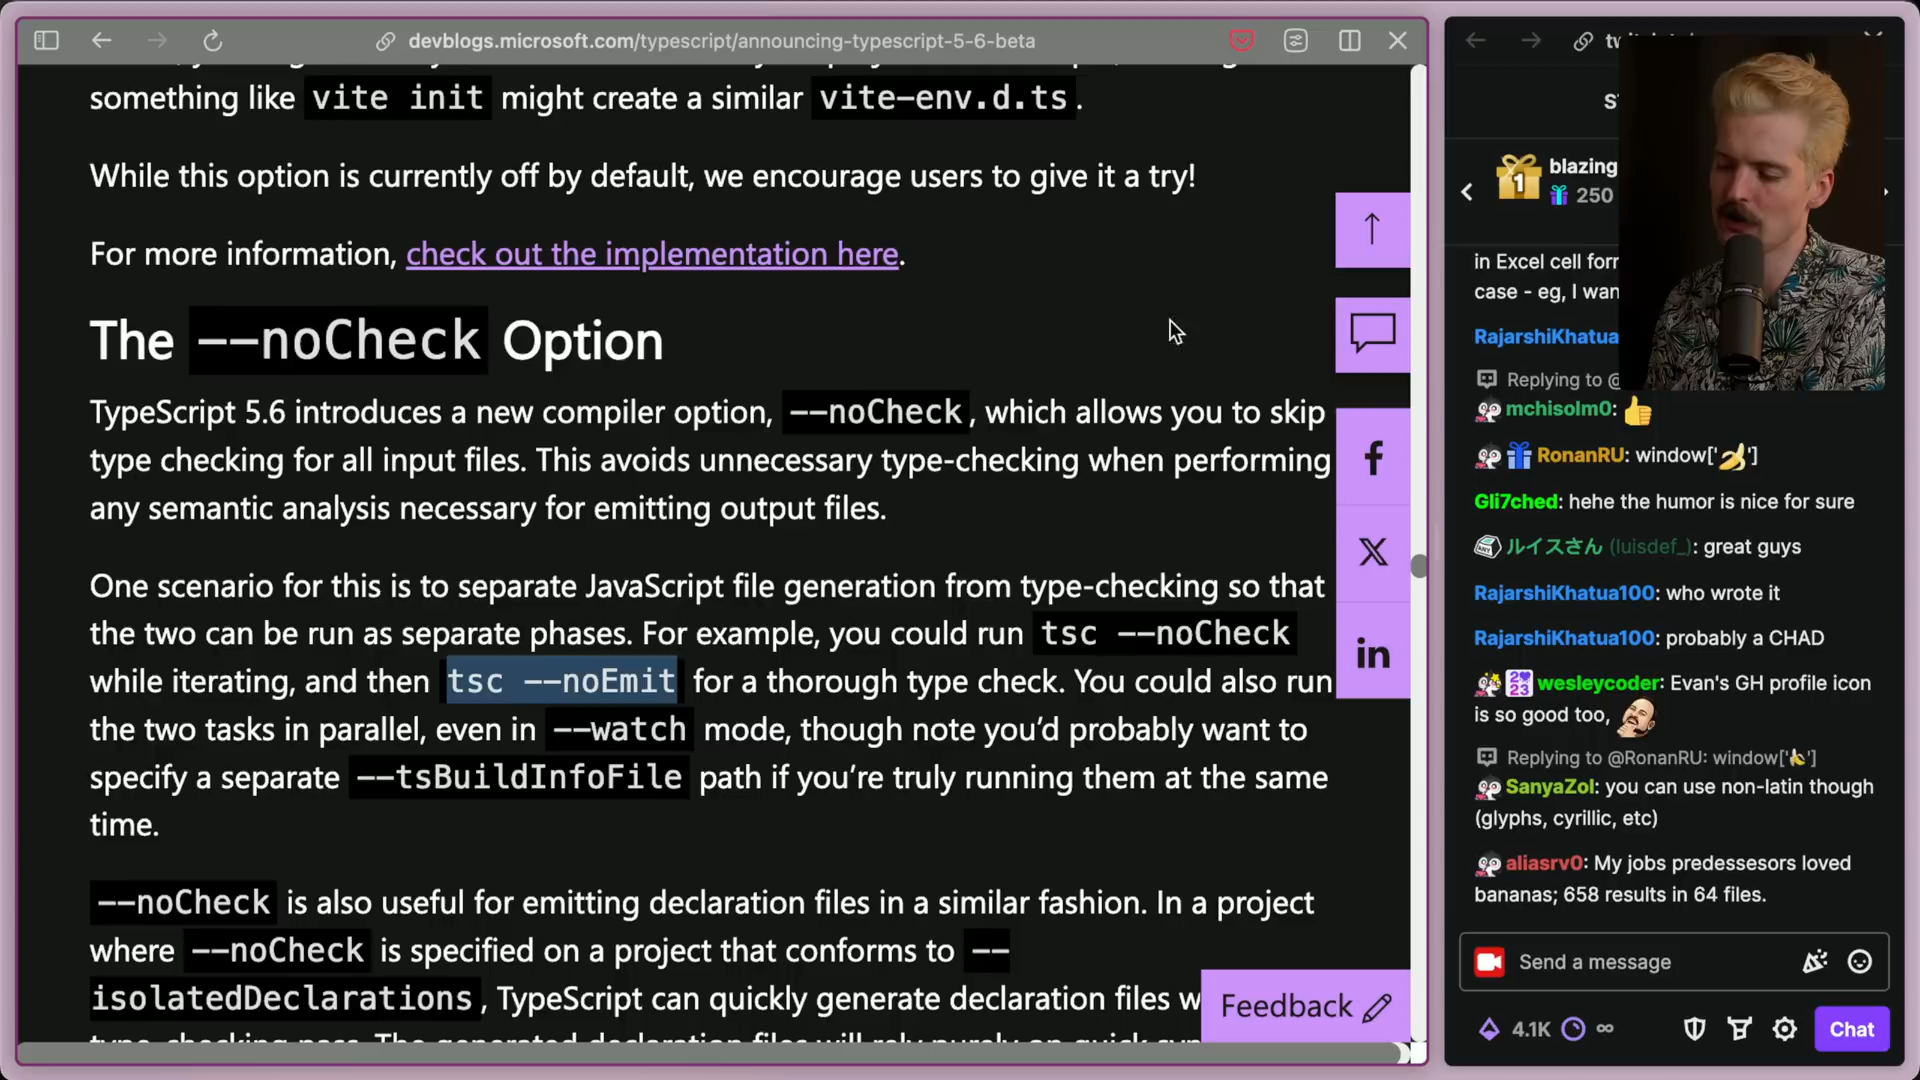 devblogs.microsoft.com/typescript/announcing-typescript-5-6-beta
something like vite init might create a similar vite-env.d.ts.
While this option is currently off by default, we encourage users to give it a try!
For more information, check out the implementation here.
The --noCheck Option
TypeScript 5.6 introduces a new compiler option, --noCheck, which allows you to skip
type checking for all input files. This avoids unnecessary type-checking when performing
any semantic analysis necessary for emitting output files.
One scenario for this is to separate JavaScript file generation from type-checking so that
the two can be run as separate phases. For example, you could run tsc --noCheck
while iterating, and then tsc --noEmit for a thorough type check. You could also run
the two tasks in parallel, even in --watch mode, though note you’d probably want to
specify a separate --tsBuildInfoFile path if you’re truly running them at the same
time.
--noCheck is also useful for emitting declaration files in a similar fashion. In a project
where --noCheck is specified on a project that conforms to --
isolatedDeclarations, TypeScript can quickly generate declaration files
Feedback
1
blazing
250
in Excel cell
case - eg, I
RajarshiKhatua
Replying to @
mchisolm0:
RonanRU: window['🍌']
Gli7ched: hehe the humor is nice for sure
ルイスさん (luisdef_): great guys
RajarshiKhatua100: who wrote it
RajarshiKhatua100: probably a CHAD
2023 wesleycoder: Evan's GH profile icon
is so good too,
Replying to @RonanRU: window['🍌']
SanyaZol: you can use non-latin though
(glyphs, cyrillic, etc)
aliasrv0: My jobs predessesors loved
bananas; 658 results in 64 files.
Send a message
4.1K ∞
Chat